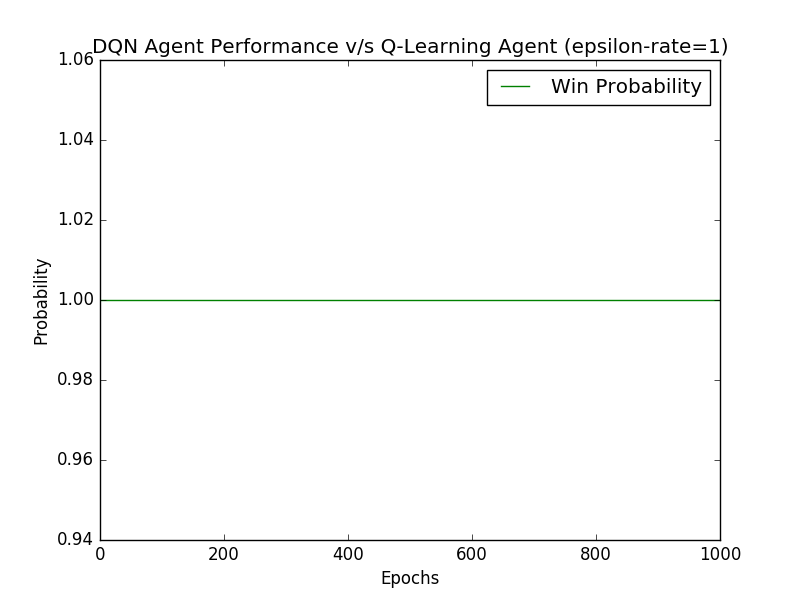 DQN Agent Performance v/s Q-Learning Agent (epsilon-rate=1)
Win Probability
1.06
1.04
1.02
1.00
0.98
0.96
0.94
Probability
0 200 400 600 800 1000
Epochs